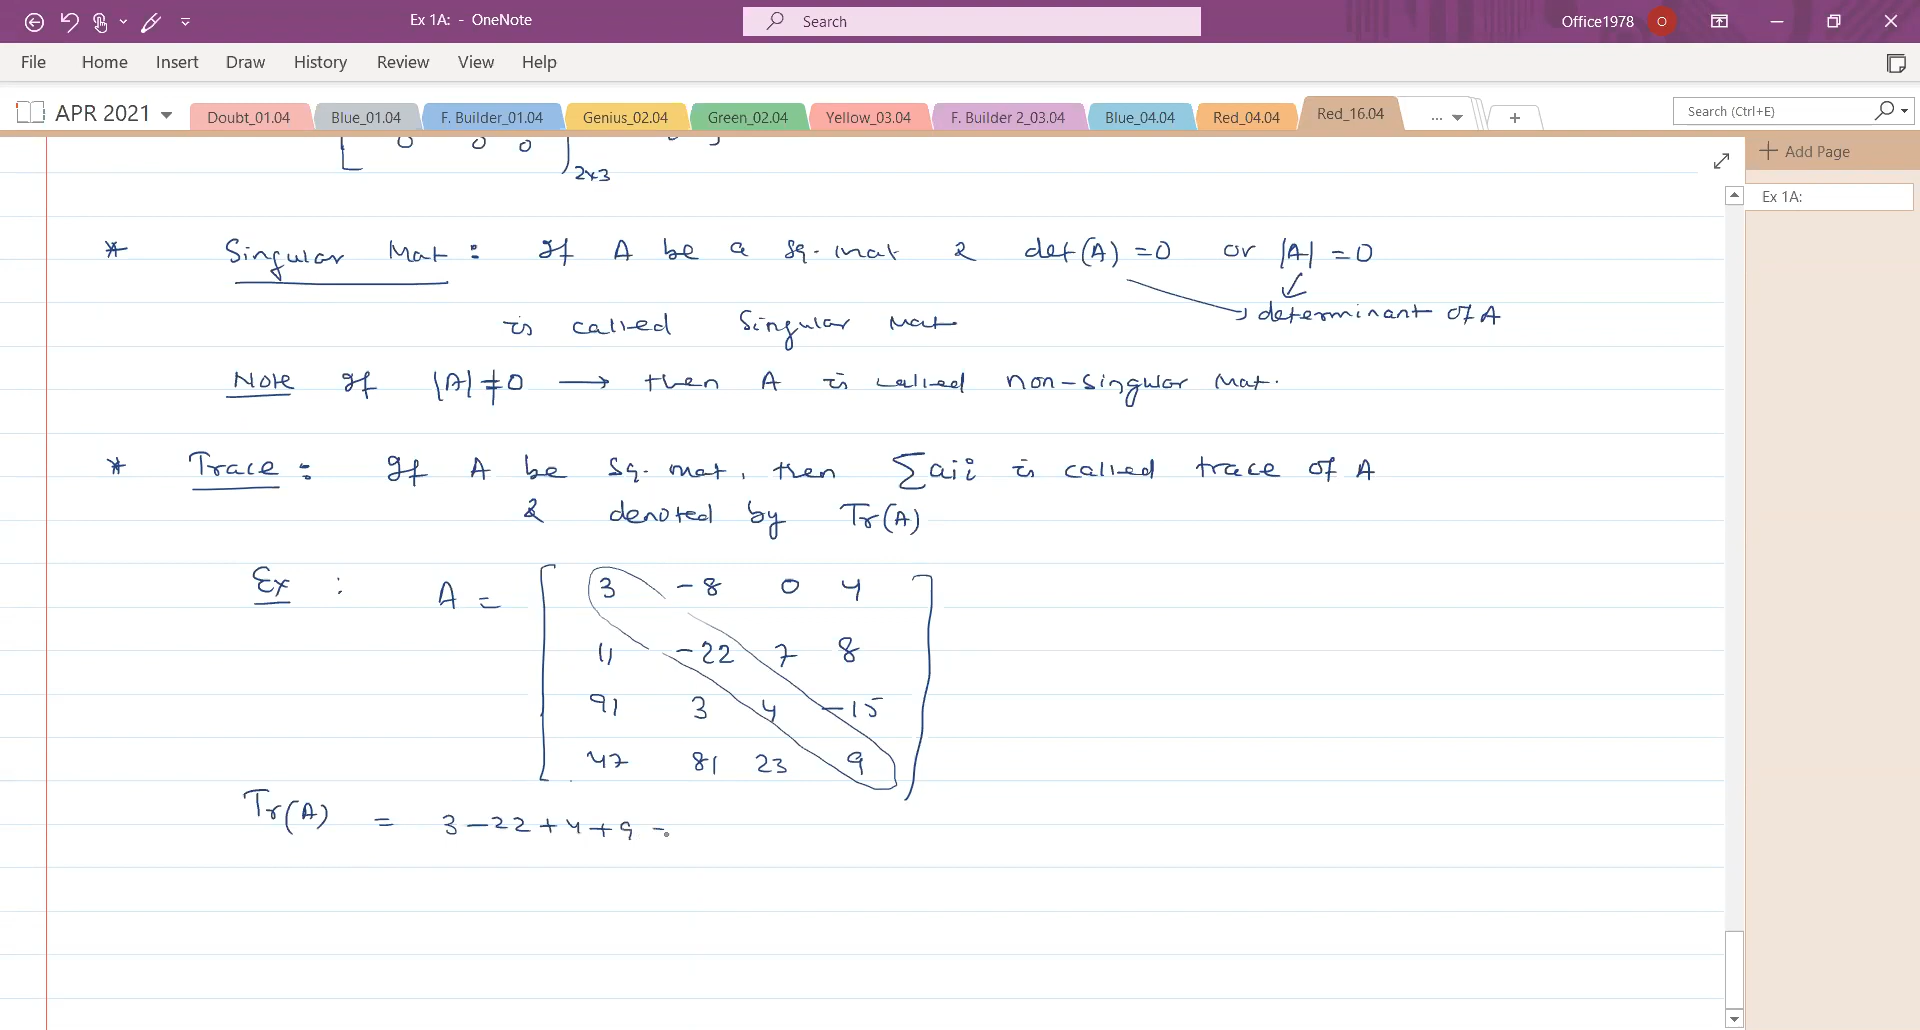 Ex 1A: - OneNote
Search
Office1978 O
File Home Insert Draw History Review View Help
APR 2021 Doubt_01.04 Blue_01.04 F. Builder_01.04 Genius_02.04 Green_02.04 Yellow_03.04 F. Builder 2_03.04 Blue_04.04 Red_04.04 Red_16.04 ... + Search (Ctrl+E)
Add Page
Ex 1A:
0 0 0
2x3
* Singular Mat : If A be a sq. mat & det(A) = 0 or |A| = 0
determinant of A
is called Singular Mat
Note If |A| ≠ 0 → then A is called non-singular Mat.
* Trace : If A be sq. mat, then ∑aii is called trace of A
& denoted by Tr(A)
Ex : A =
3 -8 0 4
11 -22 7 8
91 3 4 -15
47 81 23 9
Tr(A) = 3-22+4+9 =